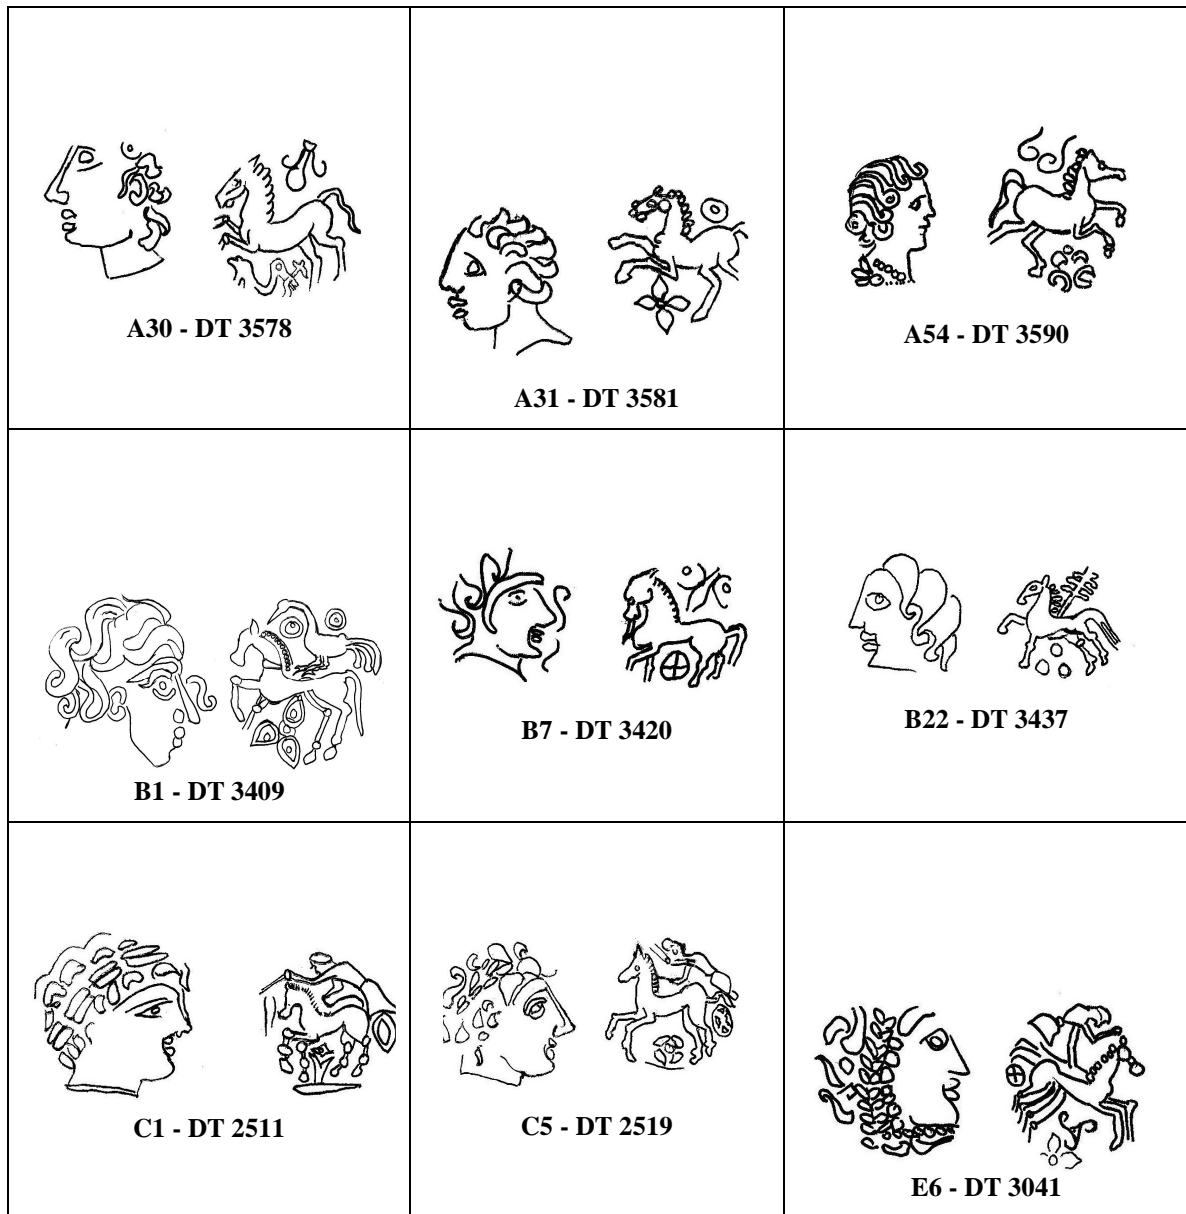 A30 - DT 3578
A31 - DT 3581
A54 - DT 3590
B1 - DT 3409
B7 - DT 3420
B22 - DT 3437
C1 - DT 2511
C5 - DT 2519
E6 - DT 3041